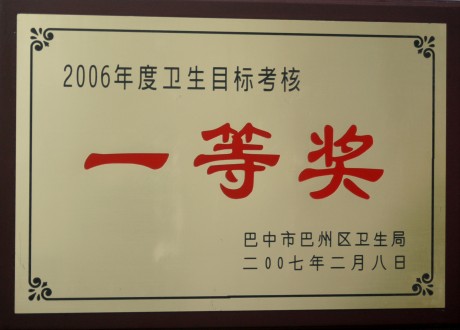 2006年度卫生目标考核
一等奖
巴中市巴州区卫生局
二00七年二月八日